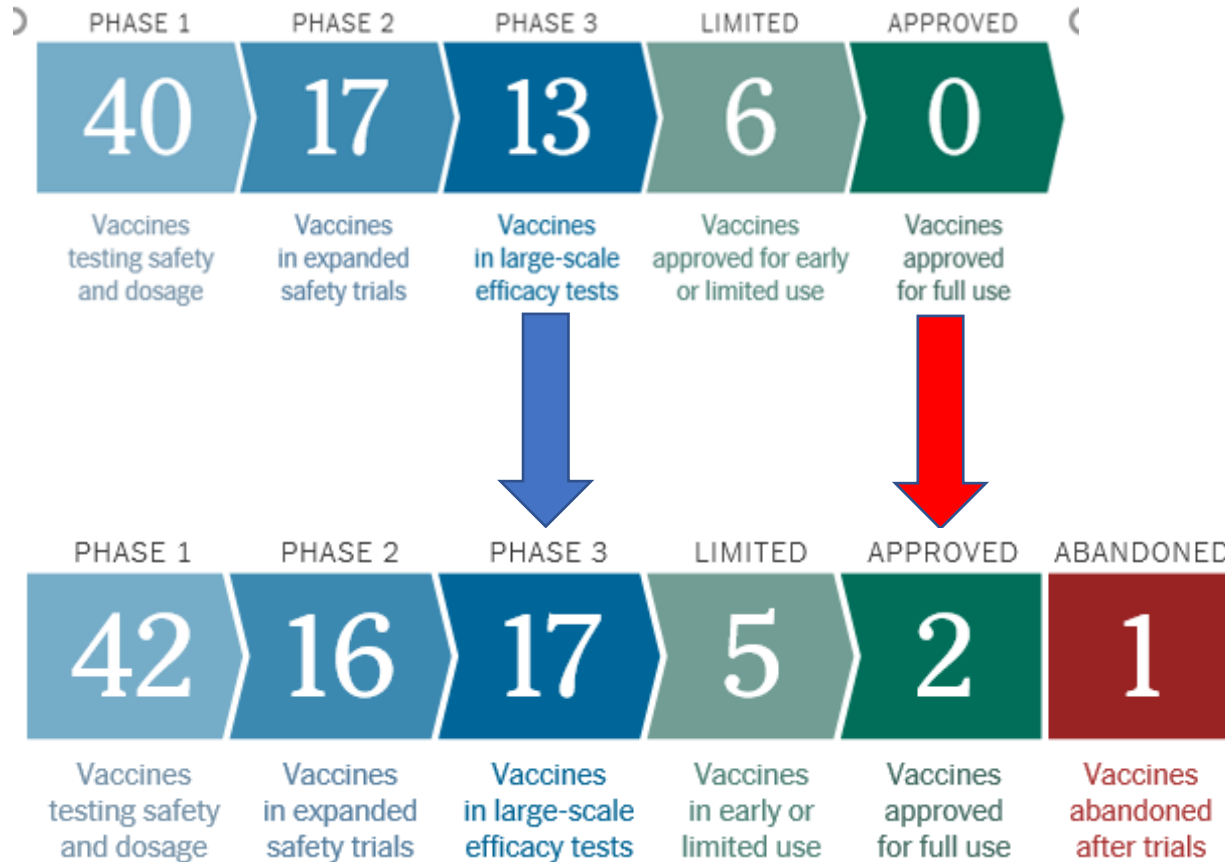 PHASE 1 PHASE 2 PHASE 3 LIMITED APPROVED
40 17 13 6 0
Vaccines Vaccines Vaccines Vaccines Vaccines
testing safety in expanded in large-scale approved for early approved
and dosage safety trials efficacy tests or limited use for full use
PHASE 1 PHASE 2 PHASE 3 LIMITED APPROVED ABANDONED
42 16 17 5 2 1
Vaccines Vaccines Vaccines Vaccines Vaccines Vaccines
testing safety in expanded in large-scale in early or approved abandoned
and dosage safety trials efficacy tests limited use for full use after trials